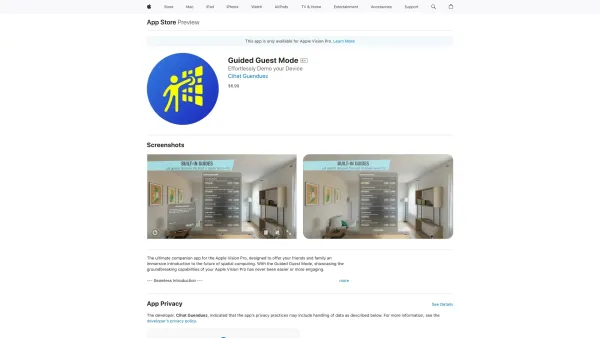 Store Mac iPad iPhone Watch AirPods TV & Home Entertainment Accessories Support
App Store Preview
This app is only available for Apple Vision Pro. Learn More
Guided Guest Mode 4+
Effortlessly Demo your Device
Cihat Guenduez
Screenshots
BUILT-IN GUIDES
BUILT-IN GUIDES
The ultimate companion app for the Apple Vision Pro, designed to offer your friends and family an
immersive introduction to the future of spatial computing. With the Guided Guest Mode, showcasing the
groundbreaking capabilities of your Apple Vision Pro has never been easier or more engaging.
--- Seamless Introduction ---
more
App Privacy
See Details
The developer, Cihat Guenduez, indicated that the app's privacy practices may include handling of data as described below. For more information, see the
developer's privacy policy.